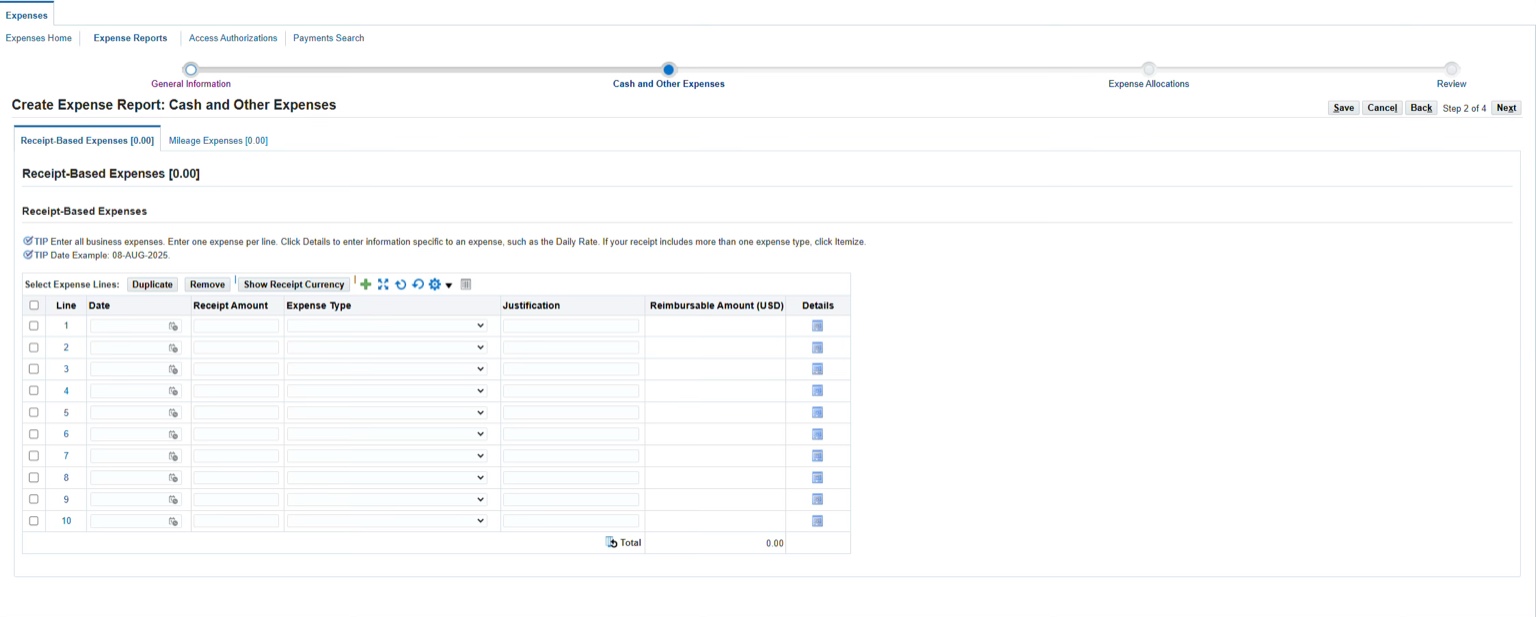 Expenses
Expenses Home Expense Reports Access Authorizations Payments Search
General Information Cash and Other Expenses Expense Allocations Review
Create Expense Report: Cash and Other Expenses
Save Cancel Back Step 2 of 4 Next
Receipt-Based Expenses [0.00] Mileage Expenses [0.00]
Receipt-Based Expenses [0.00]
Receipt-Based Expenses
TIP Enter all business expenses. Enter one expense per line. Click Details to enter information specific to an expense, such as the Daily Rate. If your receipt includes more than one expense type, click Itemize.
TIP Date Example: 08-AUG-2025.
Select Expense Lines: Duplicate Remove Show Receipt Currency
Line Date Receipt Amount Expense Type Justification Reimbursable Amount (USD) Details
1
2
3
4
5
6
7
8
9
10
Total 0.00